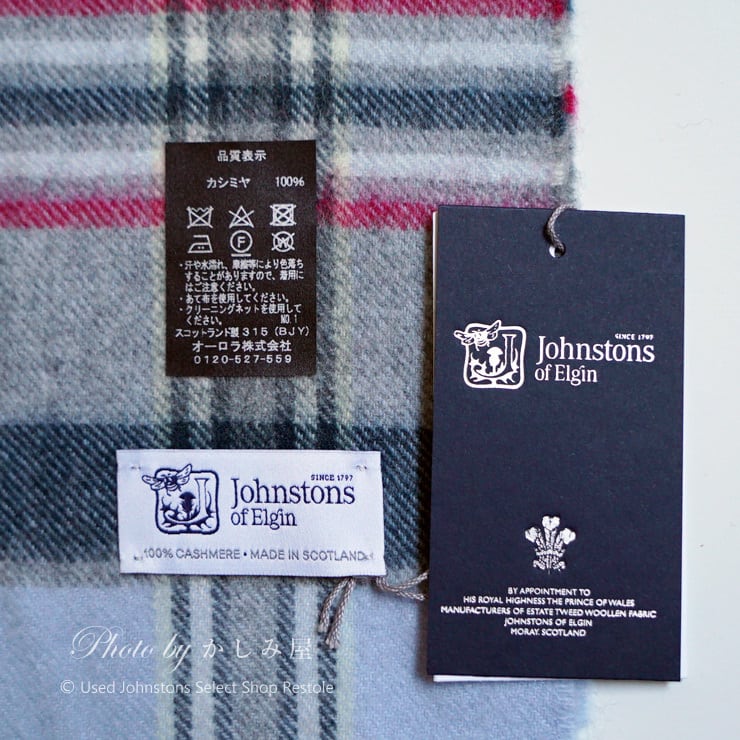 品質表示
カシミヤ 100%
・汗や水濡れ、摩擦等により色落ち
することがありますので、着用に
はご注意ください。
・あて布を使用してください。
・クリーニングネットを使用して
ください。 NO.1
スコットランド製 315 (BJY)
オーロラ株式会社
0120-527-559
SINCE 1797
Johnstons
of Elgin
100% CASHMERE • MADE IN SCOTLAND
SINCE 1797
Johnstons
of Elgin
BY APPOINTMENT TO
HIS ROYAL HIGHNESS THE PRINCE OF WALES
MANUFACTURERS OF ESTATE TWEED WOOLLEN FABRIC
JOHNSTONS OF ELGIN
MORAY. SCOTLAND
Photo by かしみ屋
© Used Johnstons Select Shop Restole